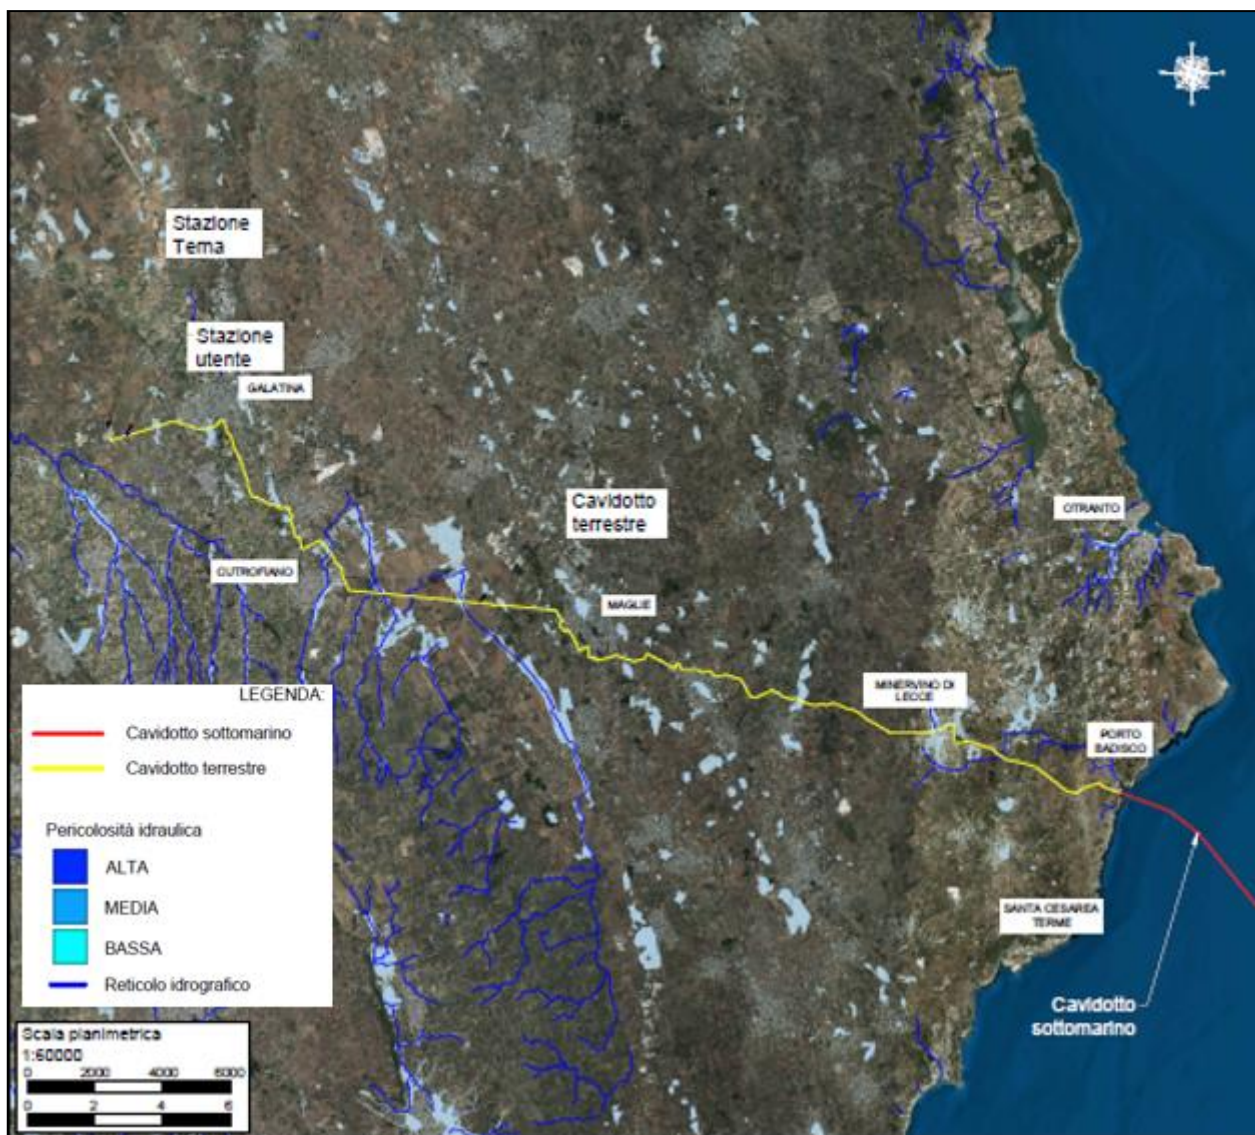 Stazione
Terna
Stazione
utente
GALATINA
Cavidotto
terrestre
OTRANTO
CUTROFIANO
MAGLIE
MINERVINO DI
LECCE
PORTO
BADISCO
LEGENDA:
Cavidotto sottomarino
Cavidotto terrestre
Pericolosità idraulica
ALTA
MEDIA
BASSA
Reticolo idrografico
SANTA CESAREA
TERME
Cavidotto
sottomarino
Scala planimetrica
1:60000
0 2000 4000 6000
0 2 4 6